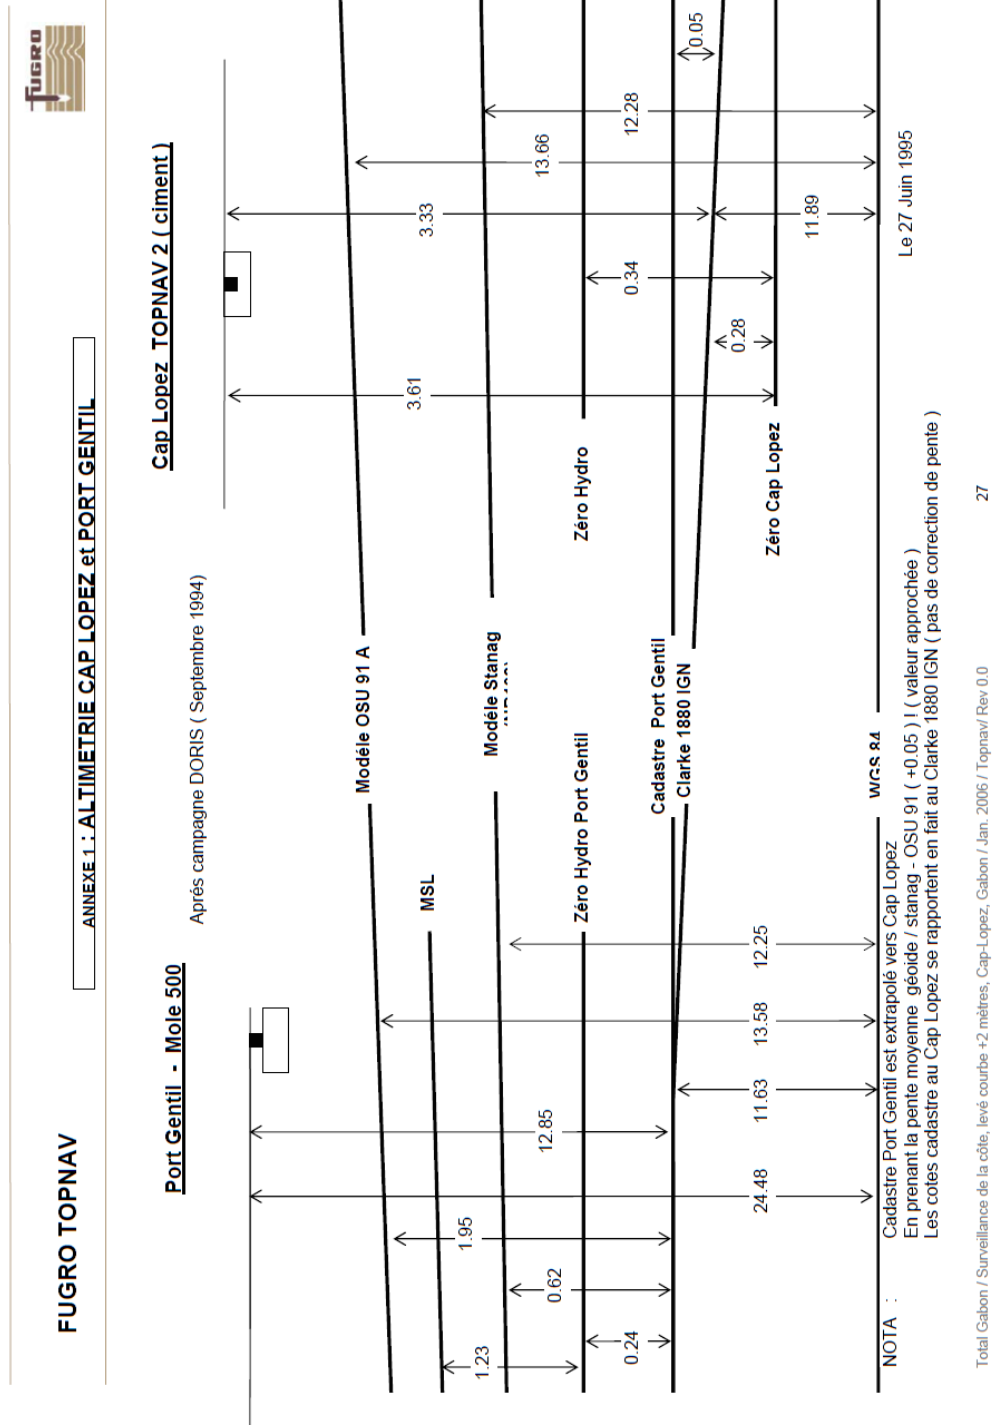 FUGRO TOPNAV
FUGRO
ANNEXE 1 : ALTIMETRIE CAP LOPEZ et PORT GENTIL
Aprés campagne DORIS ( Septembre 1994)
Port Gentil - Mole 500
Cap Lopez TOPNAV 2 ( ciment )
Modéle OSU 91 A
MSL
Modéle Stanag
Zéro Hydro Port Gentil
Zéro Hydro
Cadastre Port Gentil
Clarke 1880 IGN
Zéro Cap Lopez
WGS 84
1.23
0.24
0.62
1.95
24.48
12.85
11.63
13.58
12.25
3.61
0.28
0.34
3.33
11.89
13.66
12.28
0.05
Le 27 Juin 1995
NOTA : Cadastre Port Gentil est extrapolé vers Cap Lopez
En prenant la pente moyenne géoide / stanag - OSU 91 ( +0.05 ) ! ( valeur approchée )
Les cotes cadastre au Cap Lopez se rapportent en fait au Clarke 1880 IGN ( pas de correction de pente )
Total Gabon / Surveillance de la côte, levé courbe +2 mètres, Cap-Lopez, Gabon / Jan. 2006 / Topnav/ Rev 0.0
27